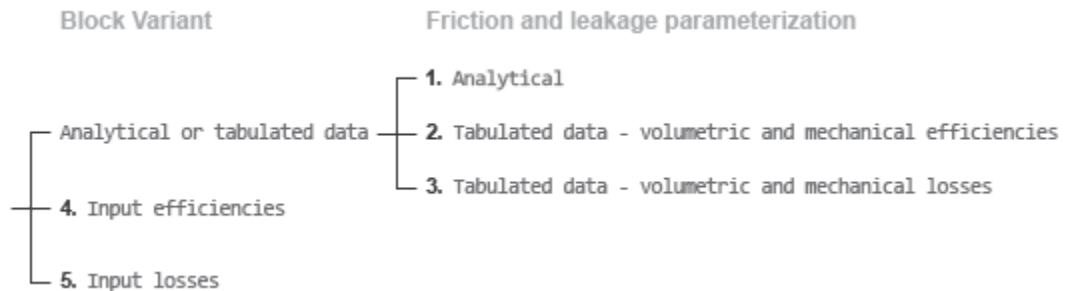 Block Variant
Friction and leakage parameterization
1. Analytical
Analytical or tabulated data
2. Tabulated data - volumetric and mechanical efficiencies
3. Tabulated data - volumetric and mechanical losses
4. Input efficiencies
5. Input losses